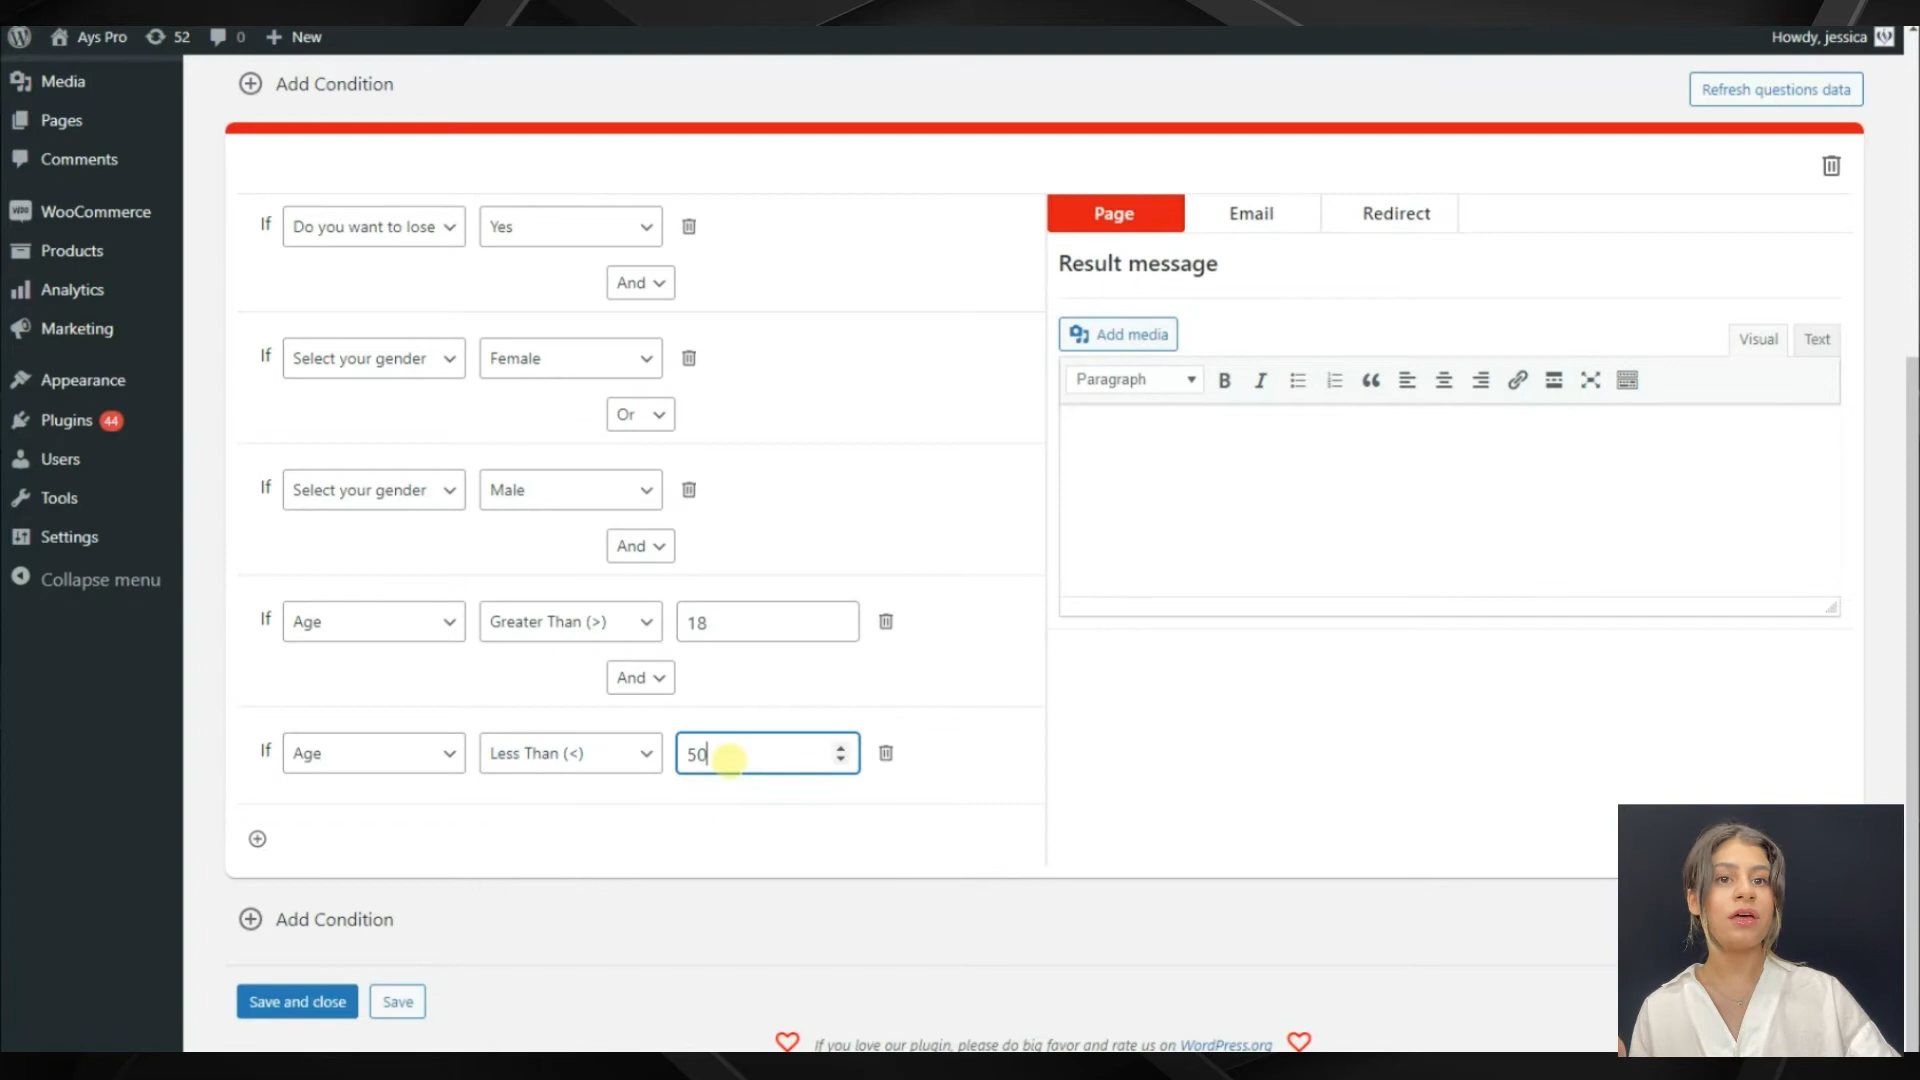 Ays Pro 52 0 New Howdy, jessica
Media
Pages
Comments
WooCommerce
Products
Analytics
Marketing
Appearance
Plugins 44
Users
Tools
Settings
Collapse menu
Add Condition
Refresh questions data
If Do you want to lose Yes
And
If Select your gender Female
Or
If Select your gender Male
And
If Age Greater Than (>) 18
And
If Age Less Than (<) 50
Page Email Redirect
Result message
Add media
Visual Text
Paragraph B I
Add Condition
Save and close Save
If you love our plugin, please do big favor and rate us on WordPress.org